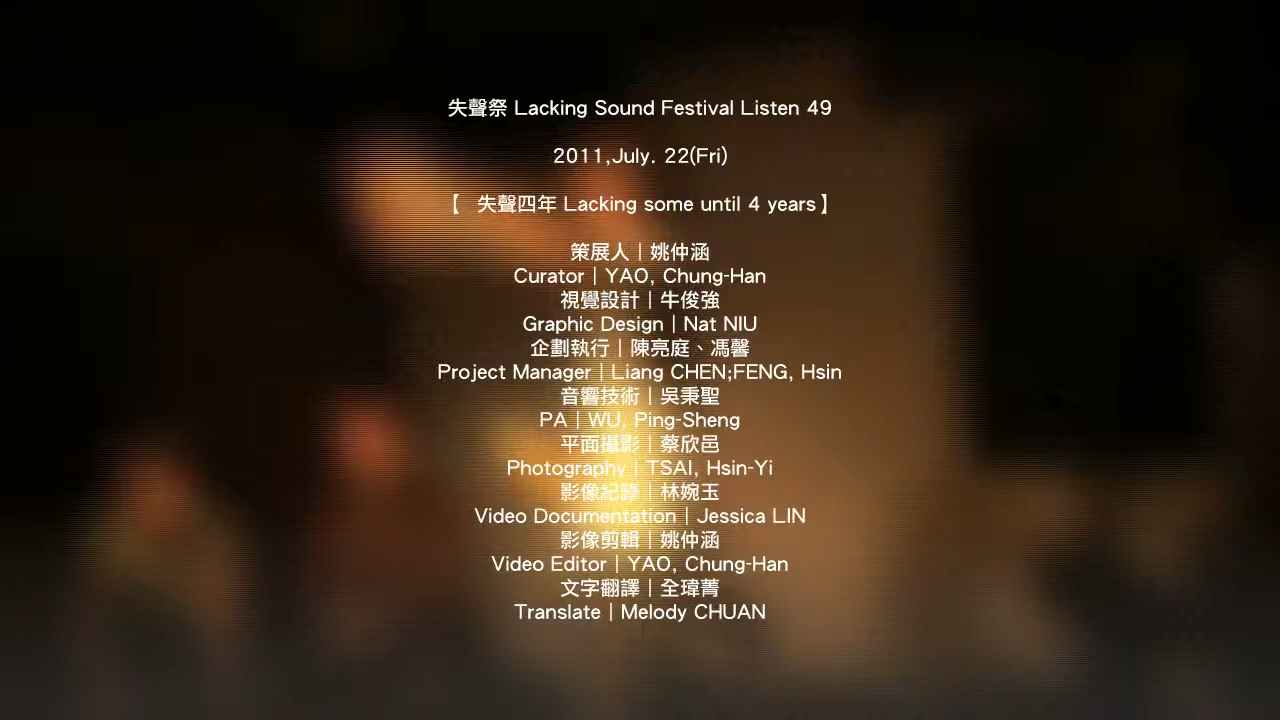 失聲祭 Lacking Sound Festival Listen 49
2011,July. 22(Fri)
【 失聲四年 Lacking some until 4 years】
策展人｜姚仲涵
Curator｜YAO, Chung-Han
視覺設計｜牛俊強
Graphic Design｜Nat NIU
企劃執行｜陳亮庭、馮馨
Project Manager｜Liang CHEN;FENG, Hsin
音響技術｜吳秉聖
PA｜WU, Ping-Sheng
平面攝影｜蔡欣邑
Photography｜TSAI, Hsin-Yi
影像紀錄｜林婉玉
Video Documentation｜Jessica LIN
影像剪輯｜姚仲涵
Video Editor｜YAO, Chung-Han
文字翻譯｜全瑋菁
Translate｜Melody CHUAN